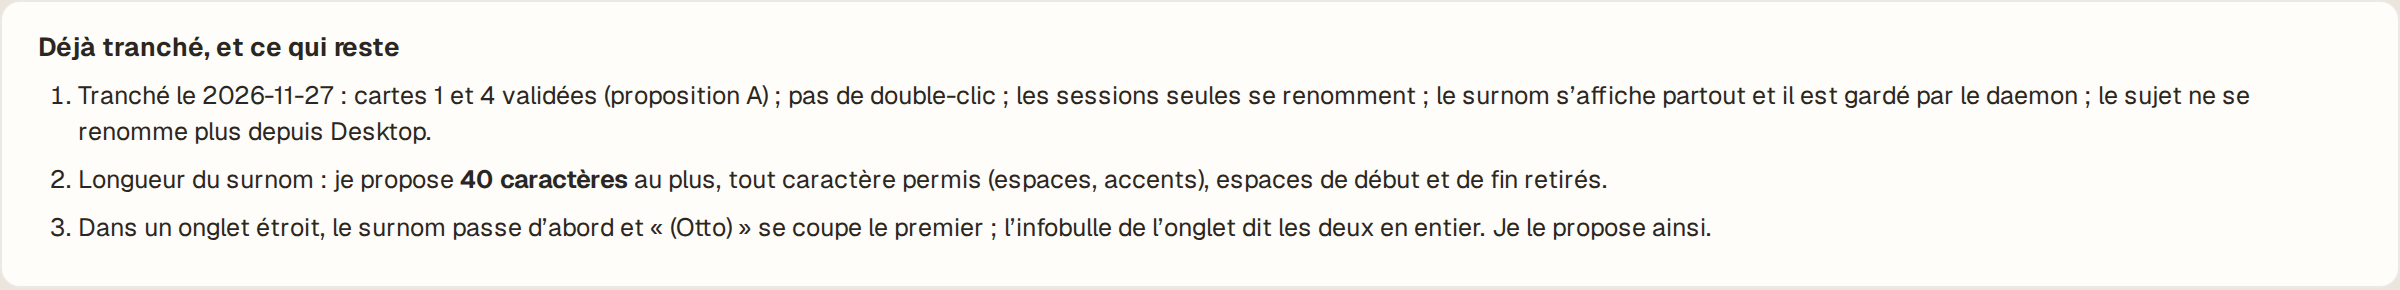 Déjà tranché, et ce qui reste
1. Tranché le 2026-11-27 : cartes 1 et 4 validées (proposition A) ; pas de double-clic ; les sessions seules se renomment ; le surnom s’affiche partout et il est gardé par le daemon ; le sujet ne se
renomme plus depuis Desktop.
2. Longueur du surnom : je propose 40 caractères au plus, tout caractère permis (espaces, accents), espaces de début et de fin retirés.
3. Dans un onglet étroit, le surnom passe d’abord et « (Otto) » se coupe le premier ; l’infobulle de l’onglet dit les deux en entier. Je le propose ainsi.